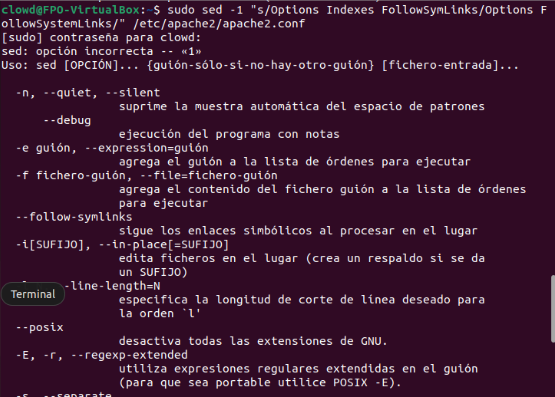 clowd@FPO-VirtualBox:~$ sudo sed -1 "s/Options Indexes FollowSymLinks/Options F
ollowSystemLinks/" /etc/apache2/apache2.conf
[sudo] contraseña para clowd:
sed: opción incorrecta -- «1»
Uso: sed [OPCIÓN]... {guión-sólo-si-no-hay-otro-guión} [fichero-entrada]...
-n, --quiet, --silent
suprime la muestra automática del espacio de patrones
--debug
ejecución del programa con notas
-e guión, --expression=guión
agrega el guión a la lista de órdenes para ejecutar
-f fichero-guión, --file=fichero-guión
agrega el contenido del fichero guión a la lista de órdenes
para ejecutar
--follow-symlinks
sigue los enlaces simbólicos al procesar en el lugar
-i[SUFIJO], --in-place[=SUFIJO]
edita ficheros en el lugar (crea un respaldo si se da
un SUFIJO)
Terminal
-line-length=N
especifica la longitud de corte de línea deseado para
la orden `l'
--posix
desactiva todas las extensiones de GNU.
-E, -r, --regexp-extended
utiliza expresiones regulares extendidas en el guión
(para que sea portable utilice POSIX -E).
-s, --separate